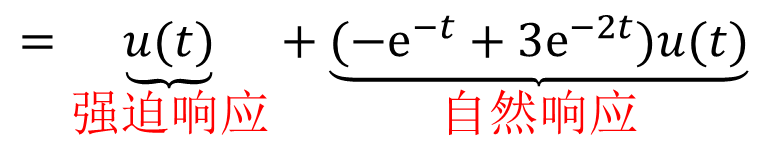 = u(t) + (−e⁻ᵗ + 3e⁻²ᵗ)u(t)
强迫响应 自然响应